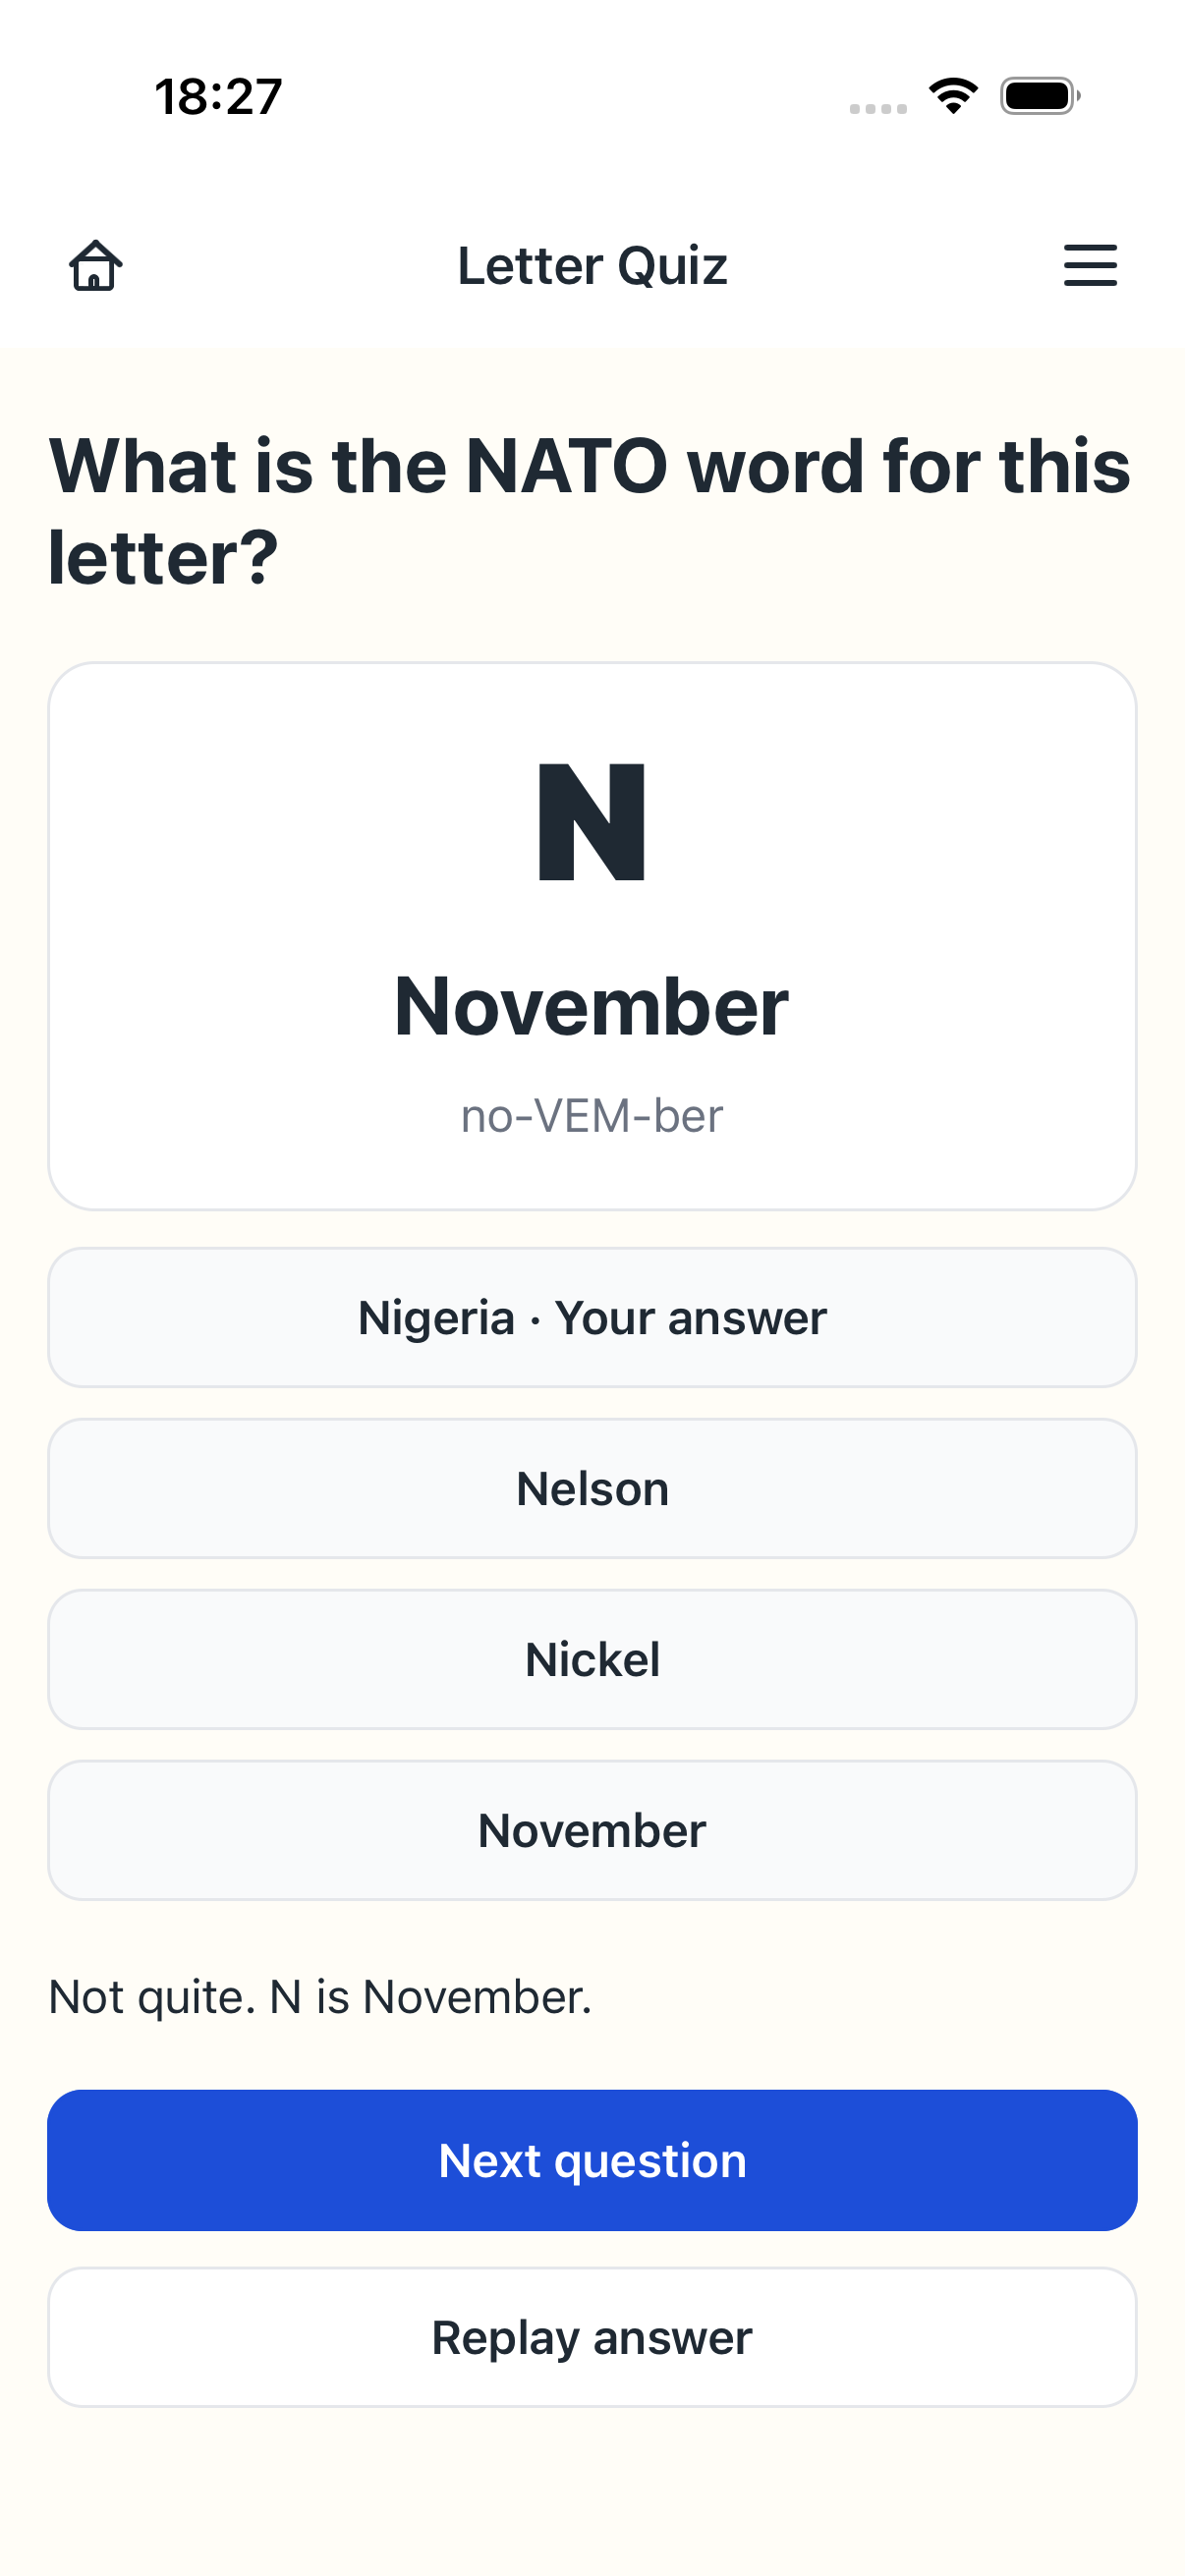 18:27
Letter Quiz
What is the NATO word for this
letter?
N
November
no-VEM-ber
Nigeria · Your answer
Nelson
Nickel
November
Not quite. N is November.
Next question
Replay answer